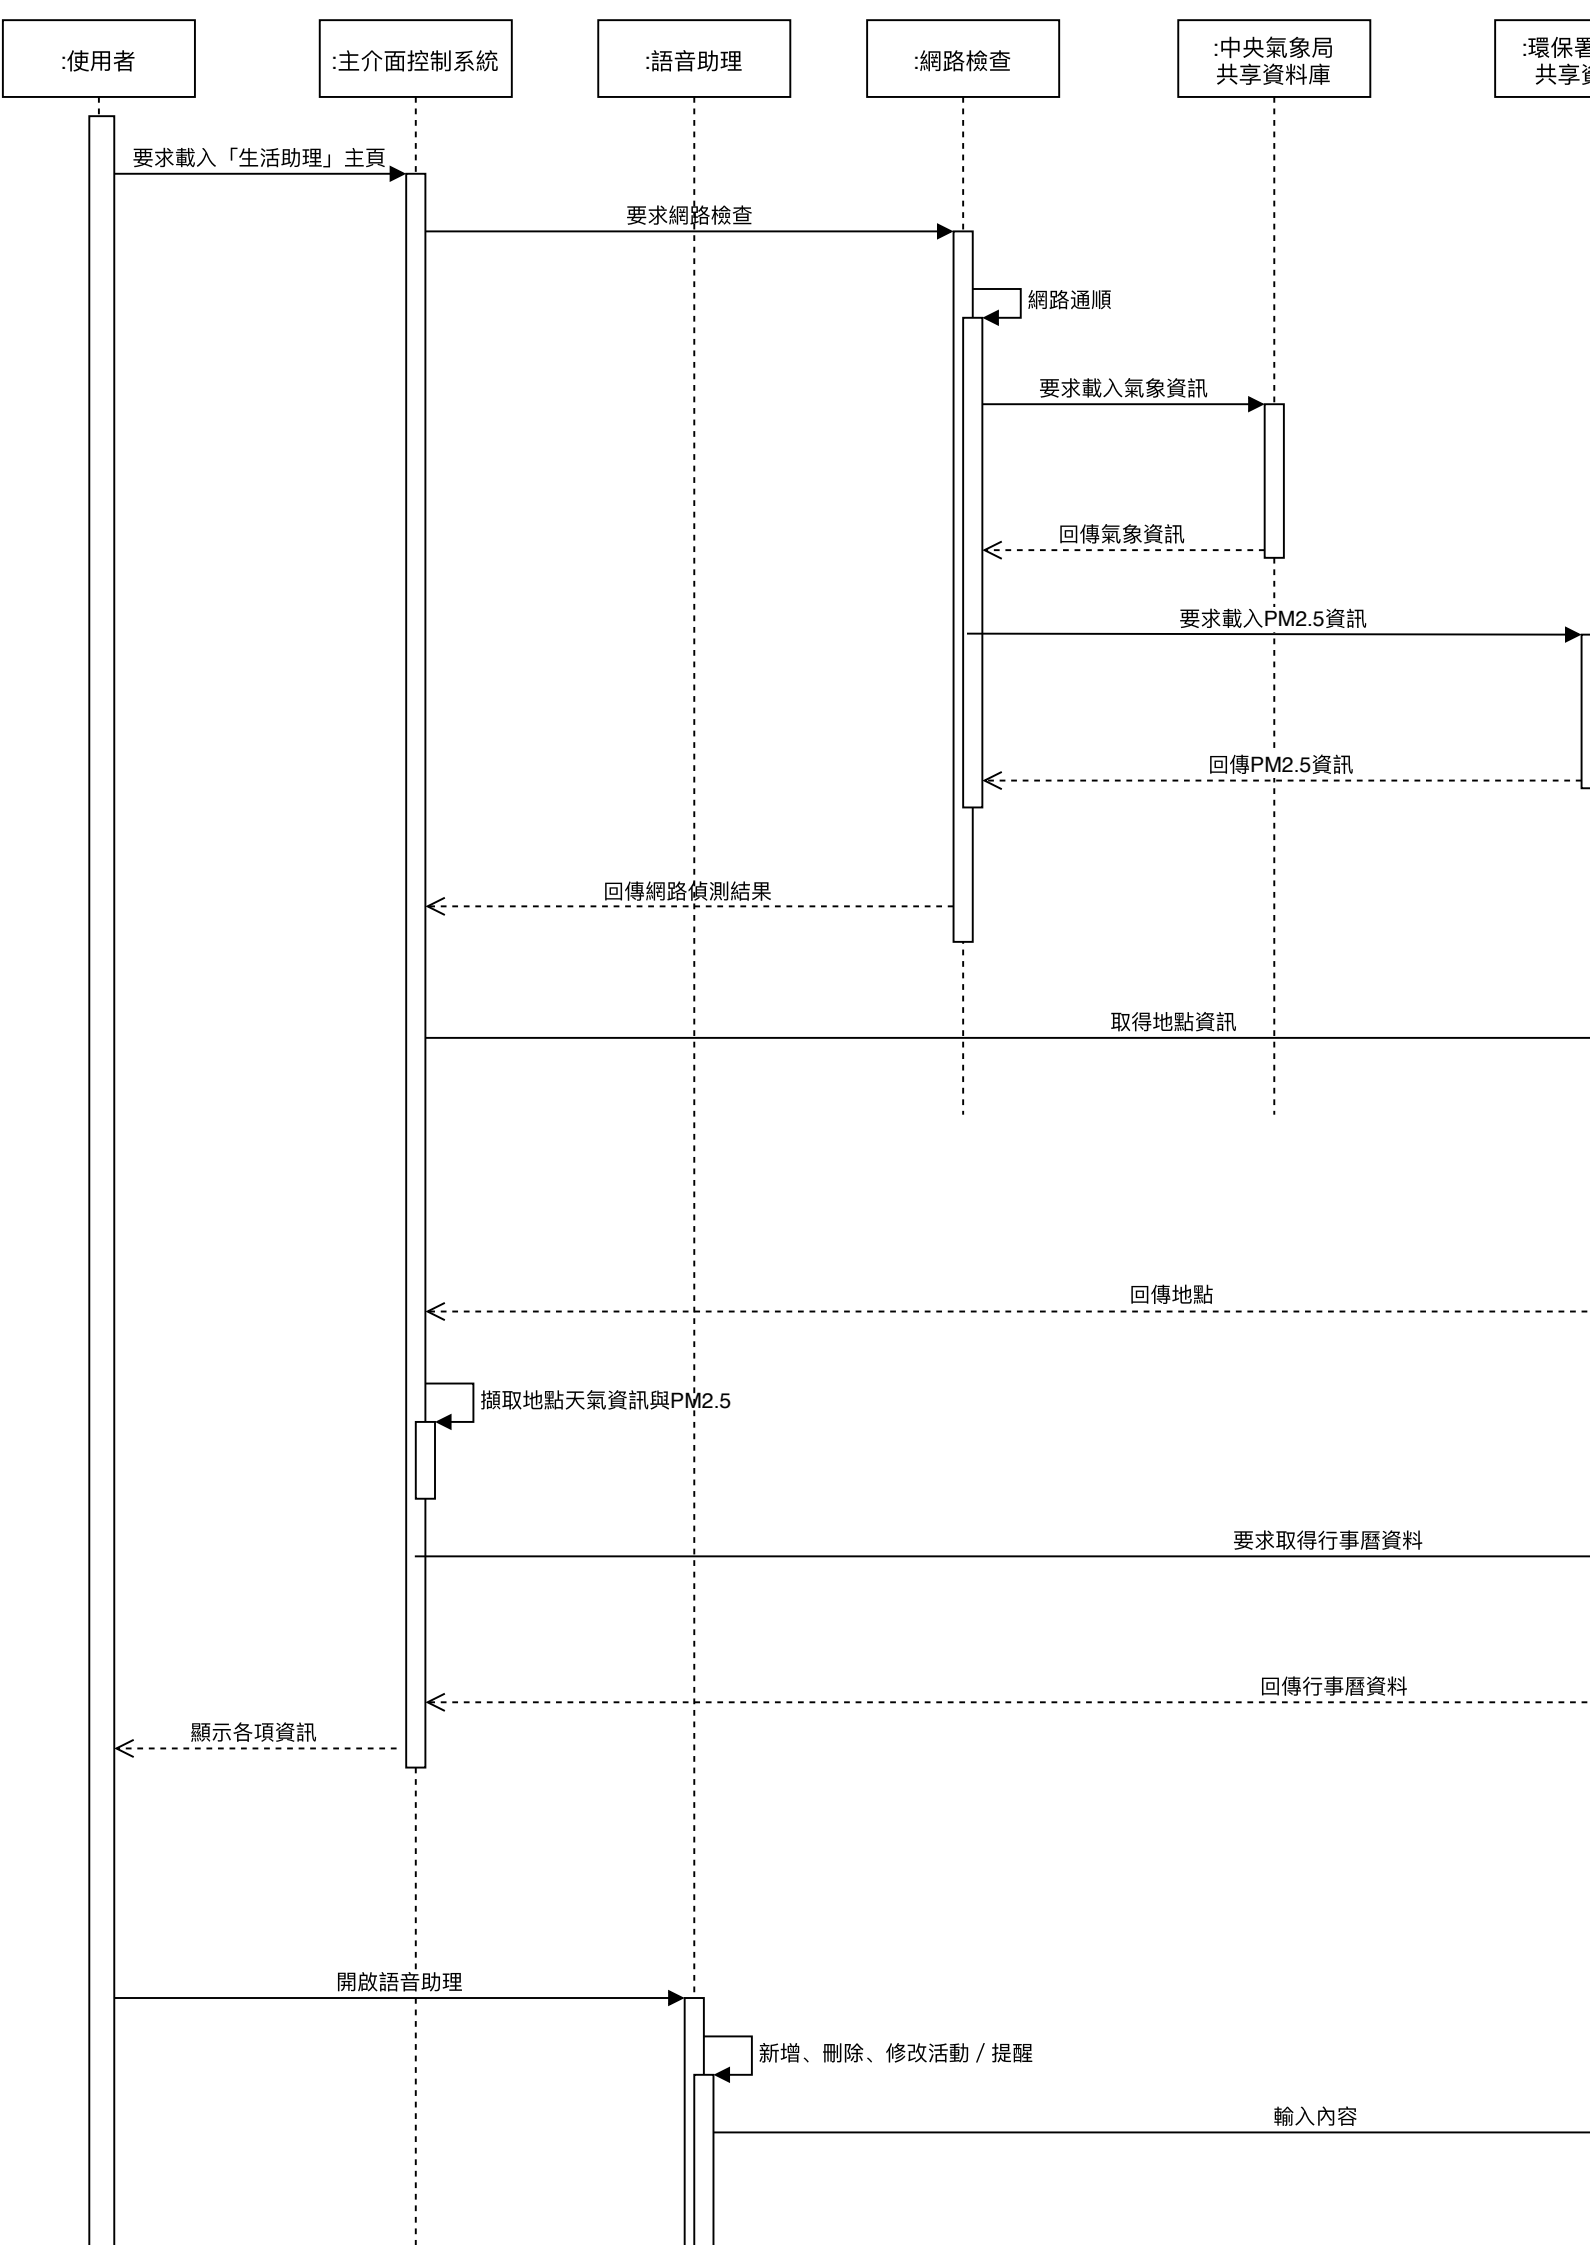 :使用者
:主介面控制系統
:語音助理
:網路檢查
:中央氣象局
共享資料庫
:環保署
共享
要求載入「生活助理」主頁
要求網路檢查
網路通順
要求載入氣象資訊
回傳氣象資訊
要求載入PM2.5資訊
回傳PM2.5資訊
回傳網路偵測結果
取得地點資訊
回傳地點
擷取地點天氣資訊與PM2.5
要求取得行事曆資料
回傳行事曆資料
顯示各項資訊
開啟語音助理
新增、刪除、修改活動 / 提醒
輸入內容